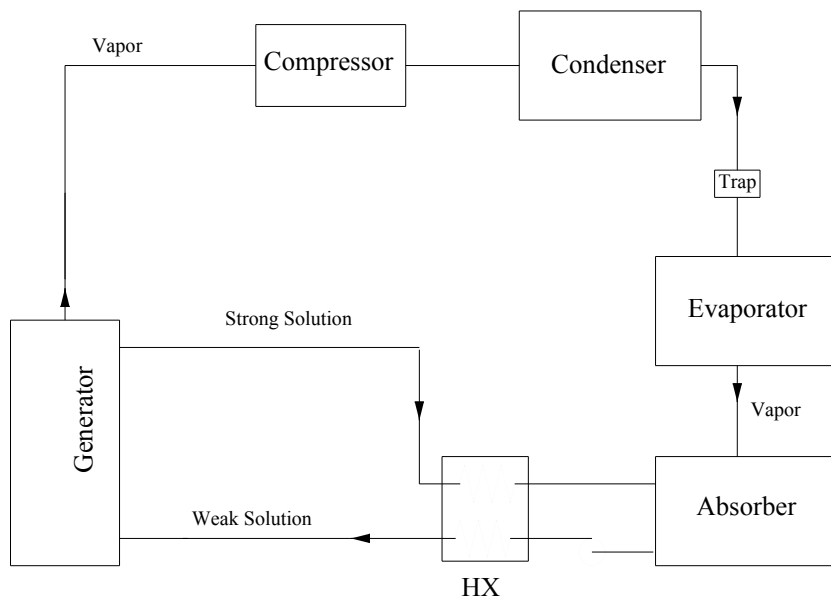 Vapor
Compressor
Condenser
Trap
Evaporator
Strong Solution
Generator
Vapor
Absorber
Weak Solution
HX